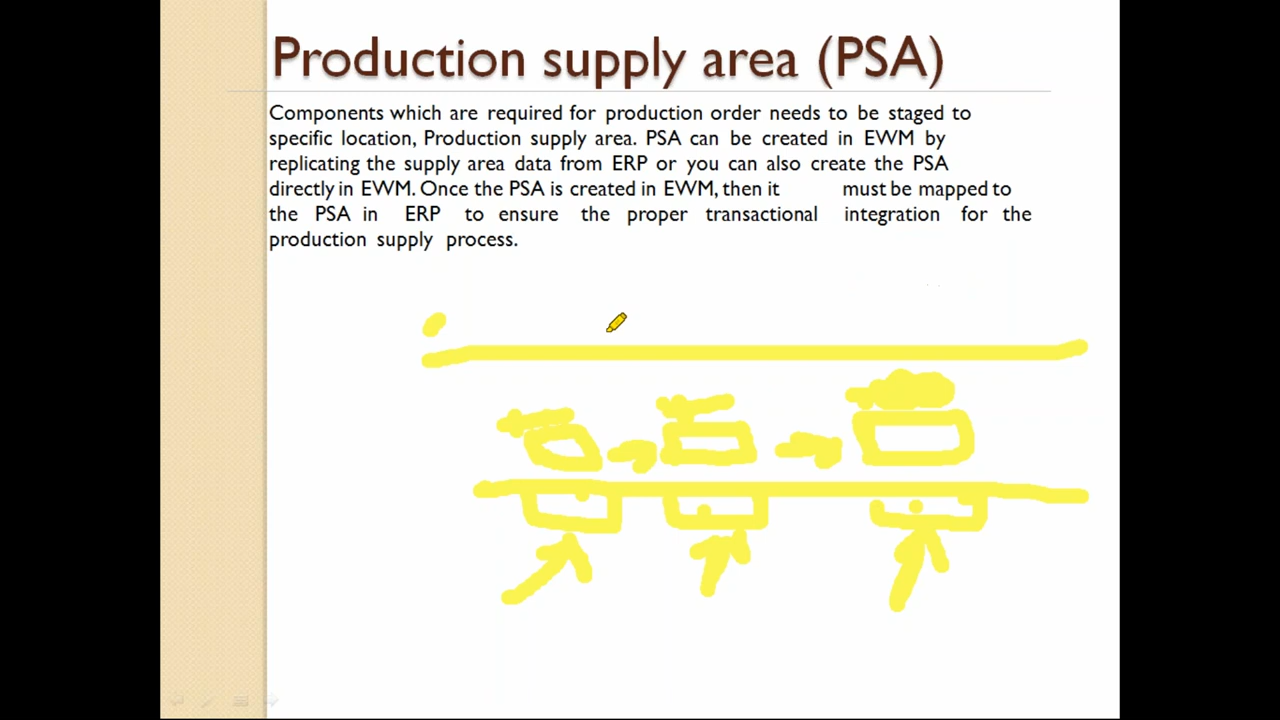 Production supply area (PSA)
Components which are required for production order needs to be staged to
specific location, Production supply area. PSA can be created in EWM by
replicating the supply area data from ERP or you can also create the PSA
directly in EWM. Once the PSA is created in EWM, then it must be mapped to
the PSA in ERP to ensure the proper transactional integration for the
production supply process.